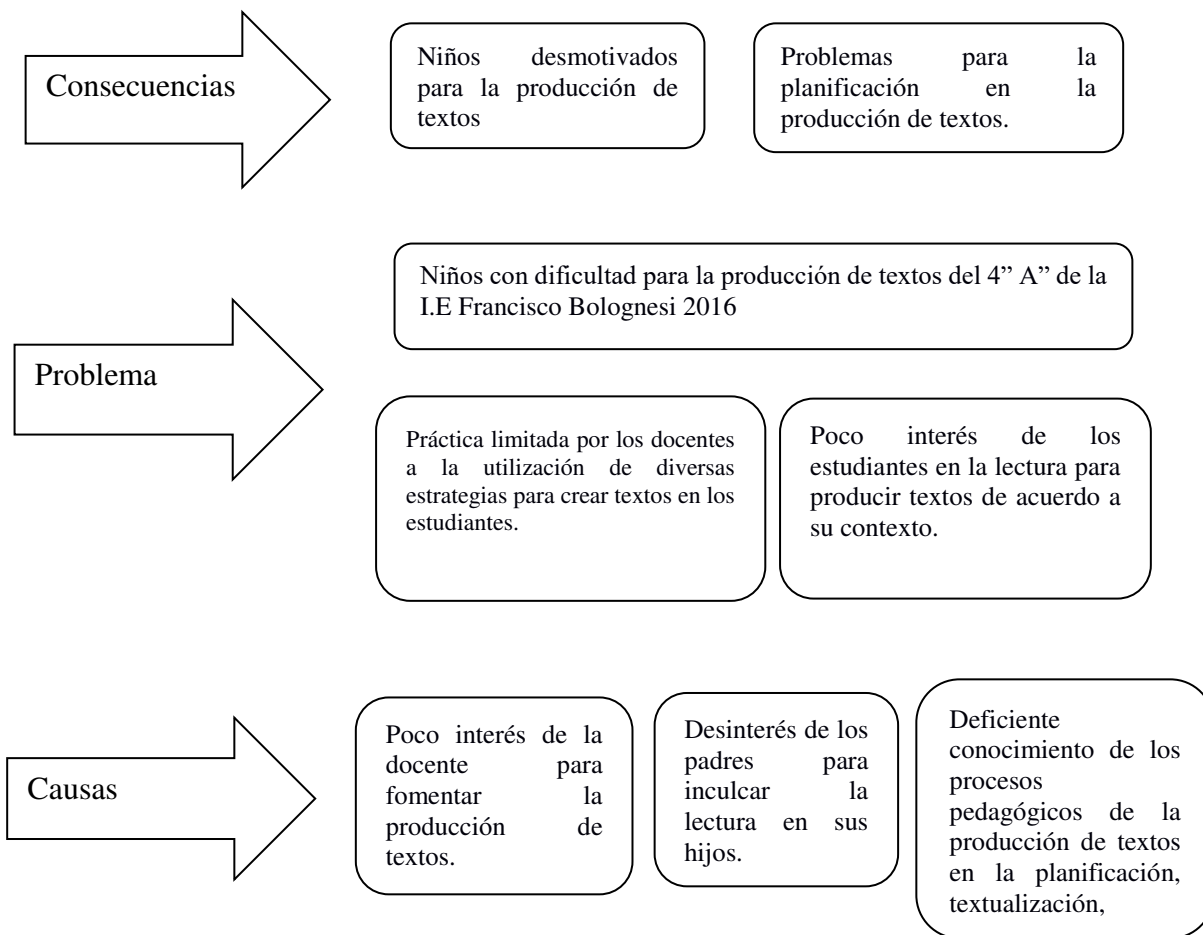 Consecuencias
Niños desmotivados
para la producción de
textos
Problemas para la
planificación en la
producción de textos.
Problema
Niños con dificultad para la producción de textos del 4” A” de la
I.E Francisco Bolognesi 2016
Práctica limitada por los docentes
a la utilización de diversas
estrategias para crear textos en los
estudiantes.
Poco interés de los
estudiantes en la lectura para
producir textos de acuerdo a
su contexto.
Causas
Poco interés de la
docente para
fomentar la
producción de
textos.
Desinterés de los
padres para
inculcar la
lectura en sus
hijos.
Deficiente
conocimiento de los
procesos
pedagógicos de la
producción de textos
en la planificación,
textualización,